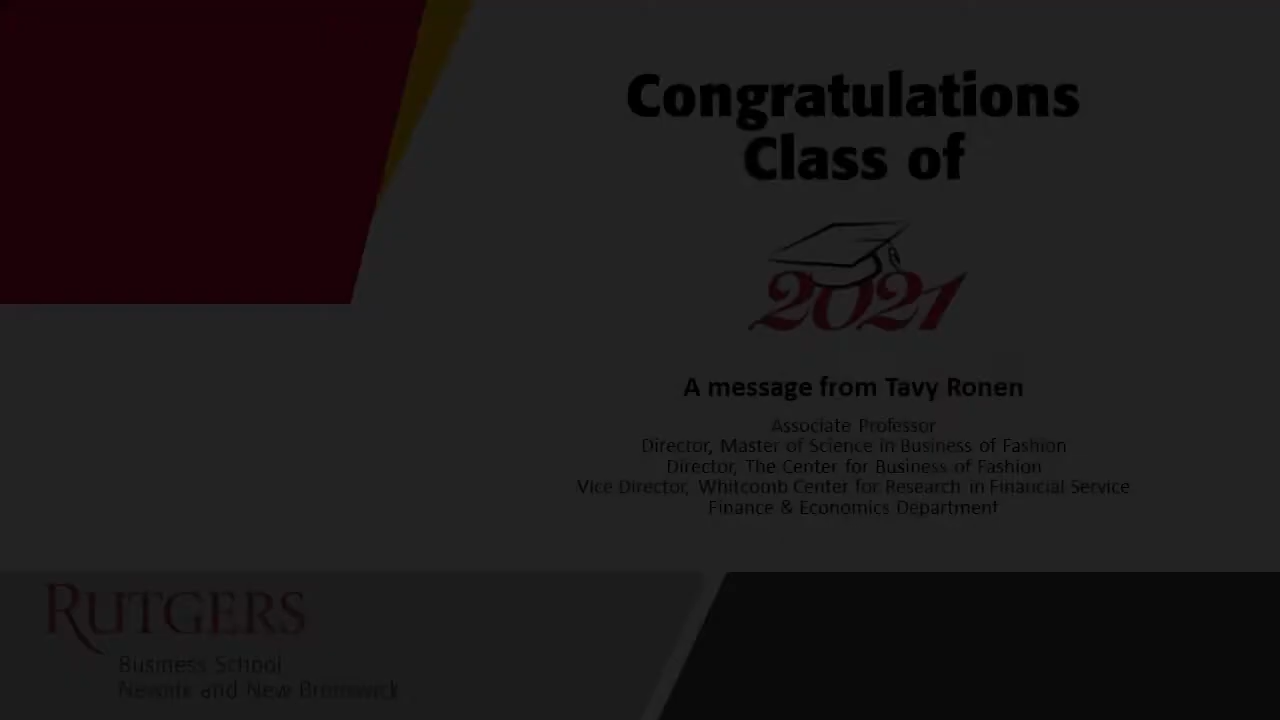 Congratulations
Class of
2021
A message from Tavy Ronen
Associate Professor
Director, Master of Science in Business of Fashion
Director, The Center for Business of Fashion
Vice Director, Whitcomb Center for Research in Financial Service
Finance & Economics Department
RUTGERS
Business School
Newark and New Brunswick